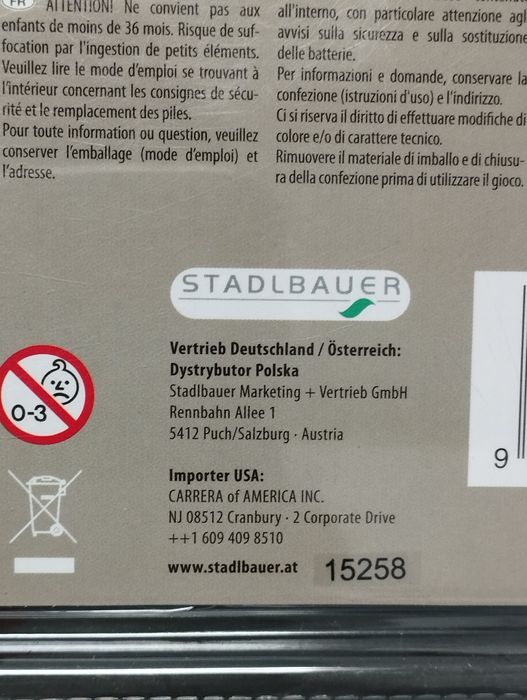 FR
ATTENTION! Ne convient pas aux
enfants de moins de 36 mois. Risque de suf-
focation par l'ingestion de petits éléments.
Veuillez lire le mode d'emploi se trouvant à
l'intérieur concernant les consignes de sécu-
rité et le remplacement des piles.
Pour toute information ou question, veuillez
conserver l'emballage (mode d'emploi) et
l'adresse.
all'interno, con particolare attenzione agl
avvisi sulla sicurezza e sulla sostituzione
delle batterie.
Per informazioni e domande, conservare la
confezione (istruzioni d'uso) e l'indirizzo.
Ci si riserva il diritto di effettuare modifiche di
colore e/o di carattere tecnico.
Rimuovere il materiale di imballo e di chiusu-
ra della confezione prima di utilizzare il gioco.
STADLBAUER
Vertrieb Deutschland / Österreich:
Dystrybutor Polska
Stadlbauer Marketing + Vertrieb GmbH
Rennbahn Allee 1
5412 Puch/Salzburg · Austria
0-3
Importer USA:
CARRERA of AMERICA INC.
NJ 08512 Cranbury · 2 Corporate Drive
++1 609 409 8510
www.stadlbauer.at 15258
9